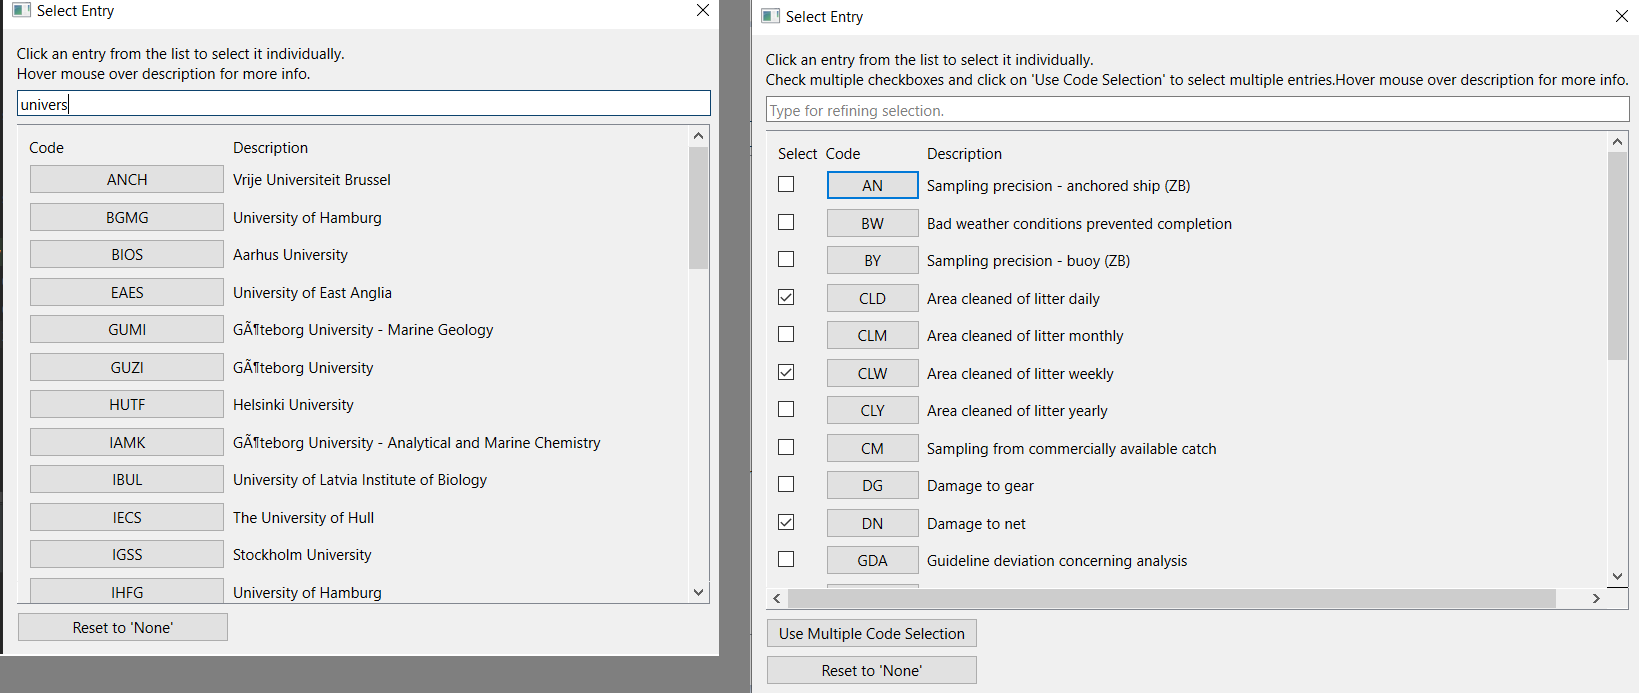 Select Entry
Click an entry from the list to select it individually.
Hover mouse over description for more info.
univers
Code Description
ANCH Vrije Universiteit Brussel
BGMG University of Hamburg
BIOS Aarhus University
EAES University of East Anglia
GUMI GÃ¶teborg University - Marine Geology
GUZI GÃ¶teborg University
HUTF Helsinki University
IAMK GÃ¶teborg University - Analytical and Marine Chemistry
IBUL University of Latvia Institute of Biology
IECS The University of Hull
IGSS Stockholm University
IHFG University of Hamburg
Reset to 'None'
Select Entry
Click an entry from the list to select it individually.
Check multiple checkboxes and click on 'Use Code Selection' to select multiple entries.Hover mouse over description for more info.
Type for refining selection.
Select Code Description
AN Sampling precision - anchored ship (ZB)
BW Bad weather conditions prevented completion
BY Sampling precision - buoy (ZB)
CLD Area cleaned of litter daily
CLM Area cleaned of litter monthly
CLW Area cleaned of litter weekly
CLY Area cleaned of litter yearly
CM Sampling from commercially available catch
DG Damage to gear
DN Damage to net
GDA Guideline deviation concerning analysis
Use Multiple Code Selection
Reset to 'None'